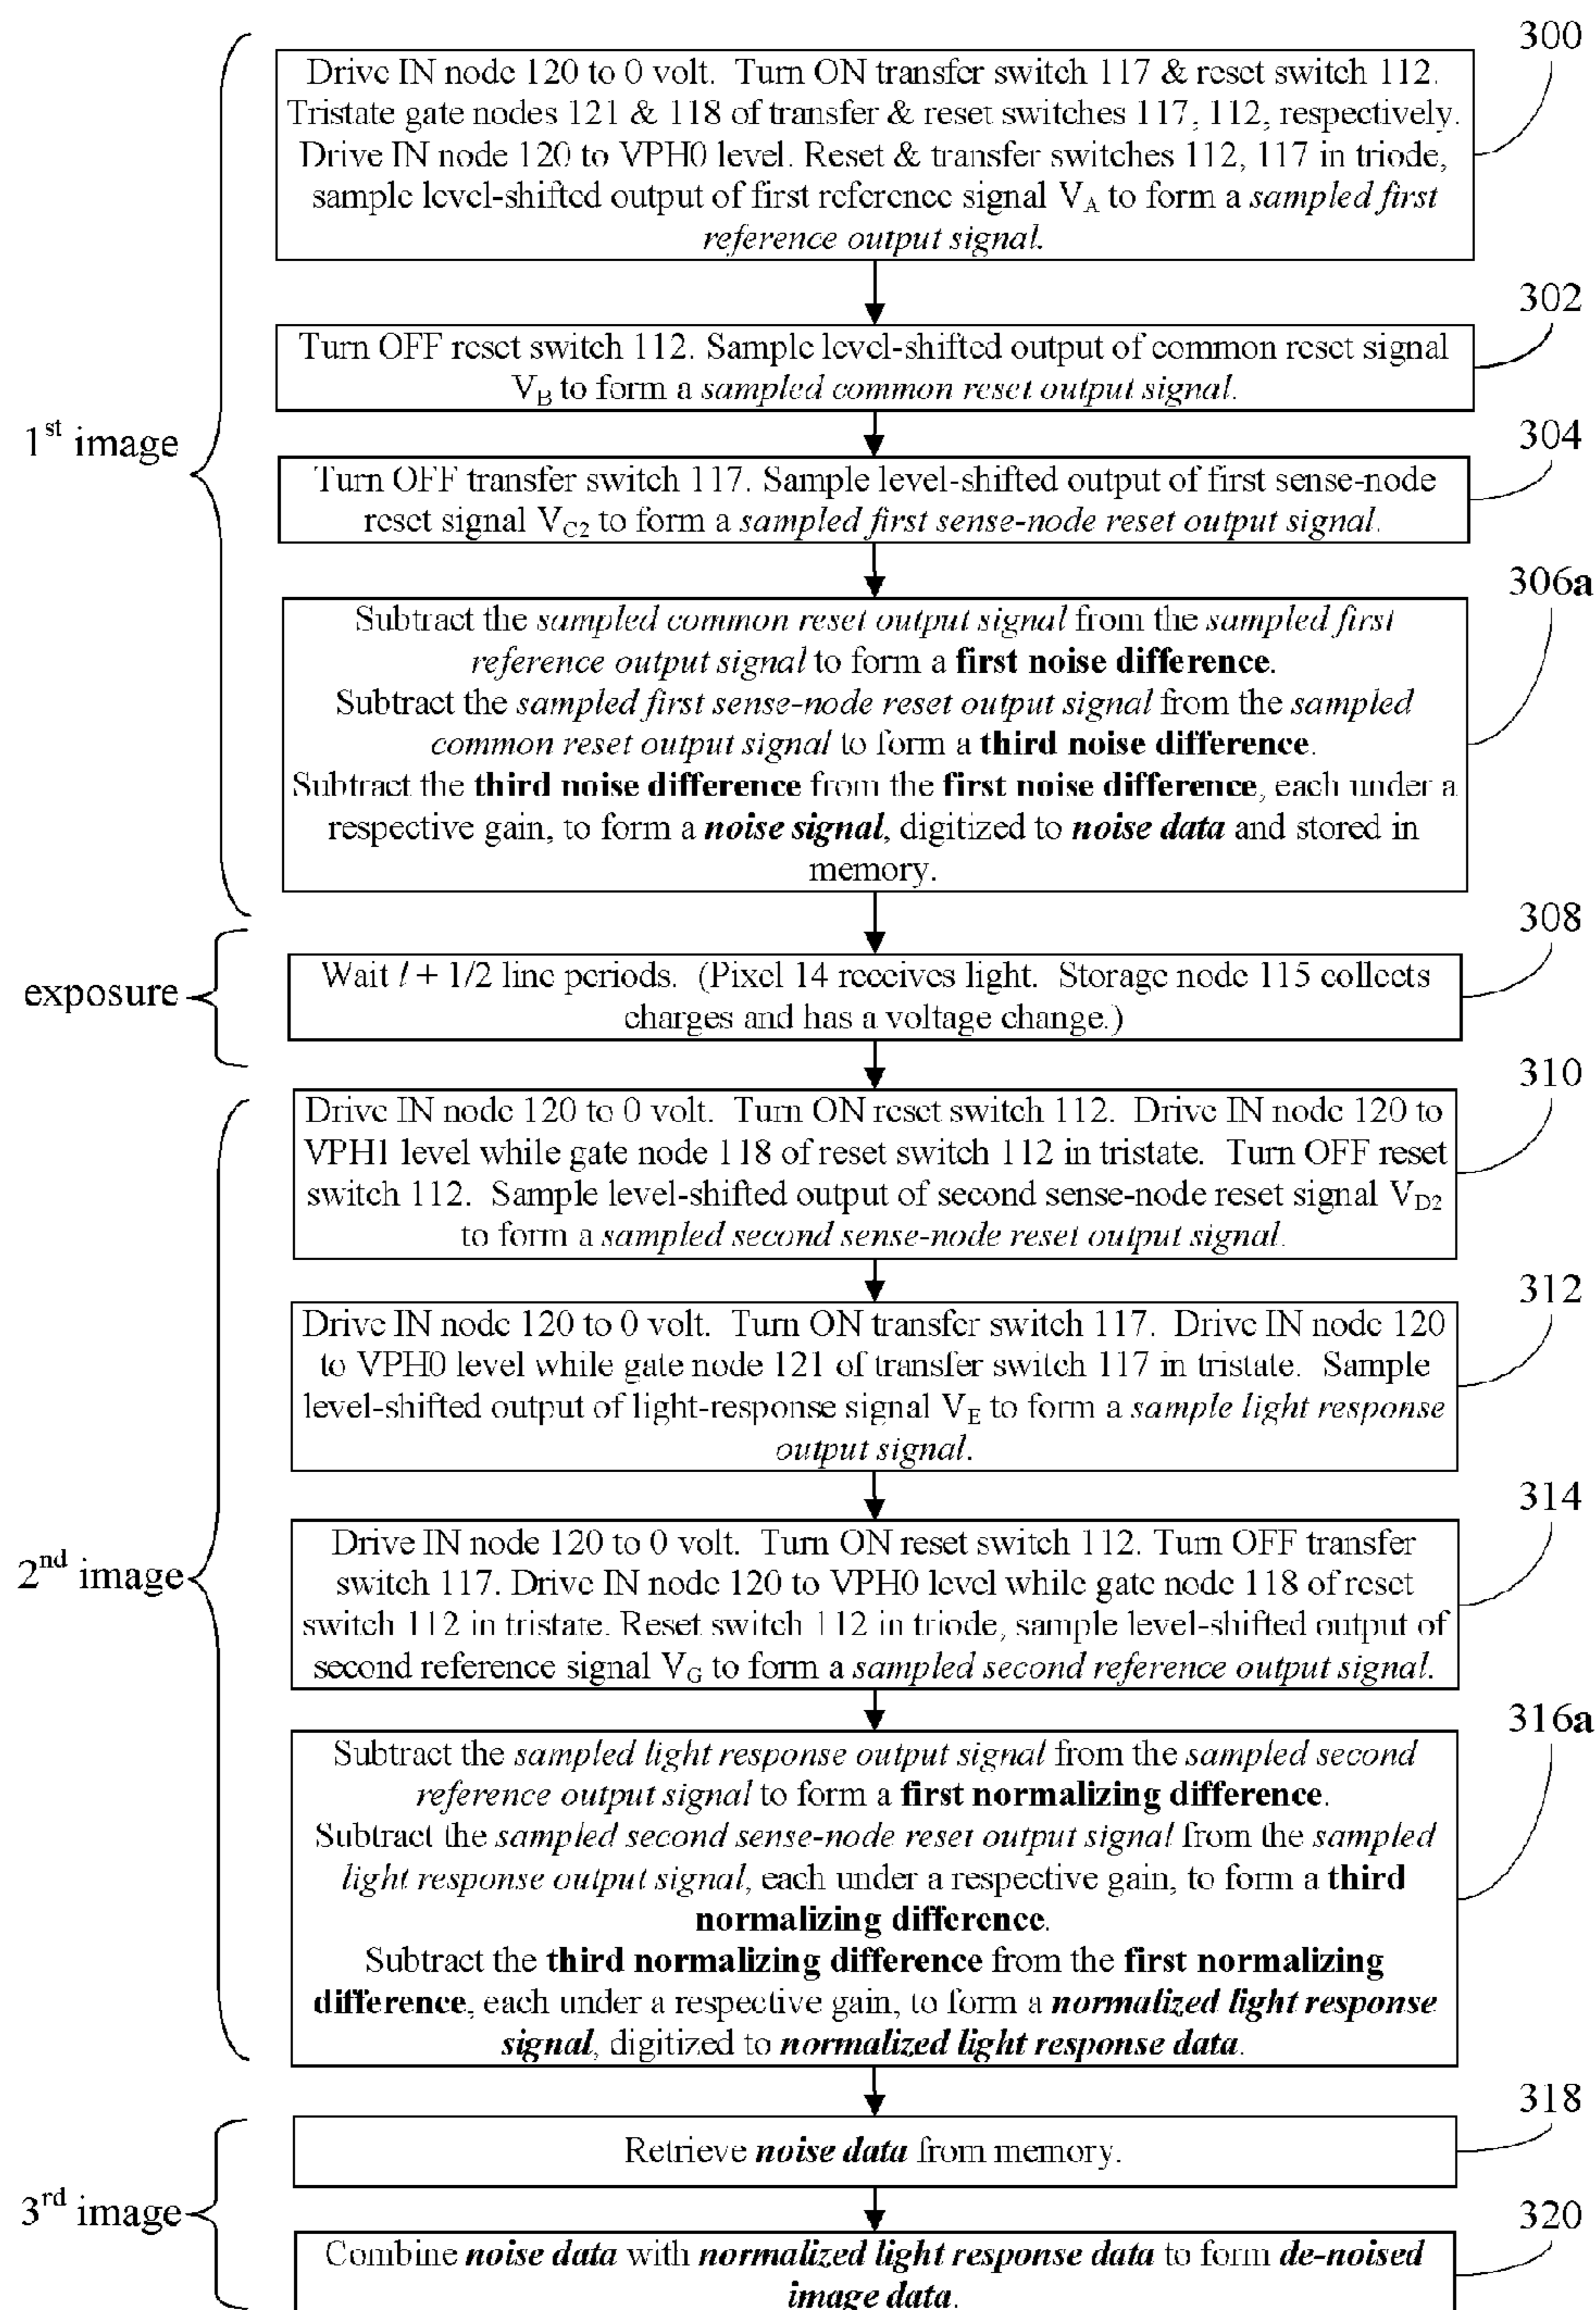 300
Drive IN node 120 to 0 volt. Turn ON transfer switch 117 & reset switch 112.
Tristate gate nodes 121 & 118 of transfer & reset switches 117, 112, respectively.
Drive IN node 120 to VPH0 level. Reset & transfer switches 112, 117 in triode,
sample level-shifted output of first reference signal VA to form a sampled first
reference output signal.
302
Turn OFF reset switch 112. Sample level-shifted output of common reset signal
VB to form a sampled common reset output signal.
1st image
304
Turn OFF transfer switch 117. Sample level-shifted output of first sense-node
reset signal VC2 to form a sampled first sense-node reset output signal.
306a
Subtract the sampled common reset output signal from the sampled first
reference output signal to form a first noise difference.
Subtract the sampled first sense-node reset output signal from the sampled
common reset output signal to form a third noise difference.
Subtract the third noise difference from the first noise difference, each under a
respective gain, to form a noise signal, digitized to noise data and stored in
memory.
308
exposure
Wait l + 1/2 line periods. (Pixel 14 receives light. Storage node 115 collects
charges and has a voltage change.)
310
Drive IN node 120 to 0 volt. Turn ON reset switch 112. Drive IN node 120 to
VPH1 level while gate node 118 of reset switch 112 in tristate. Turn OFF reset
switch 112. Sample level-shifted output of second sense-node reset signal VD2
to form a sampled second sense-node reset output signal.
312
Drive IN node 120 to 0 volt. Turn ON transfer switch 117. Drive IN node 120
to VPH0 level while gate node 121 of transfer switch 117 in tristate. Sample
level-shifted output of light-response signal VE to form a sample light response
output signal.
314
2nd image
Drive IN node 120 to 0 volt. Turn ON reset switch 112. Turn OFF transfer
switch 117. Drive IN node 120 to VPH0 level while gate node 118 of reset
switch 112 in tristate. Reset switch 112 in triode, sample level-shifted output of
second reference signal VG to form a sampled second reference output signal.
316a
Subtract the sampled light response output signal from the sampled second
reference output signal to form a first normalizing difference.
Subtract the sampled second sense-node reset output signal from the sampled
light response output signal, each under a respective gain, to form a third
normalizing difference.
Subtract the third normalizing difference from the first normalizing
difference, each under a respective gain, to form a normalized light response
signal, digitized to normalized light response data.
318
Retrieve noise data from memory.
3rd image
320
Combine noise data with normalized light response data to form de-noised
image data.